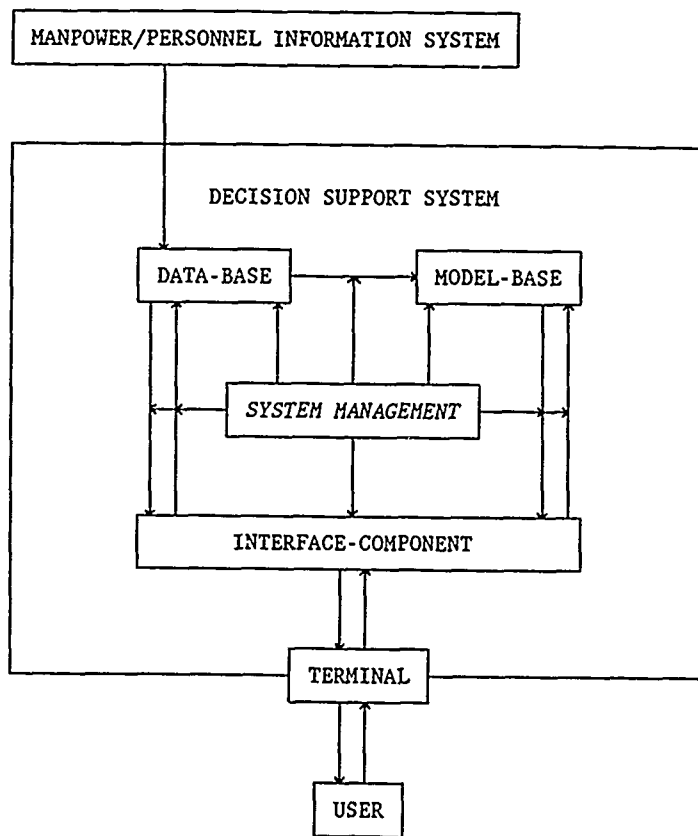 MANPOWER/PERSONNEL INFORMATION SYSTEM
DECISION SUPPORT SYSTEM
DATA-BASE
MODEL-BASE
SYSTEM MANAGEMENT
INTERFACE-COMPONENT
TERMINAL
USER